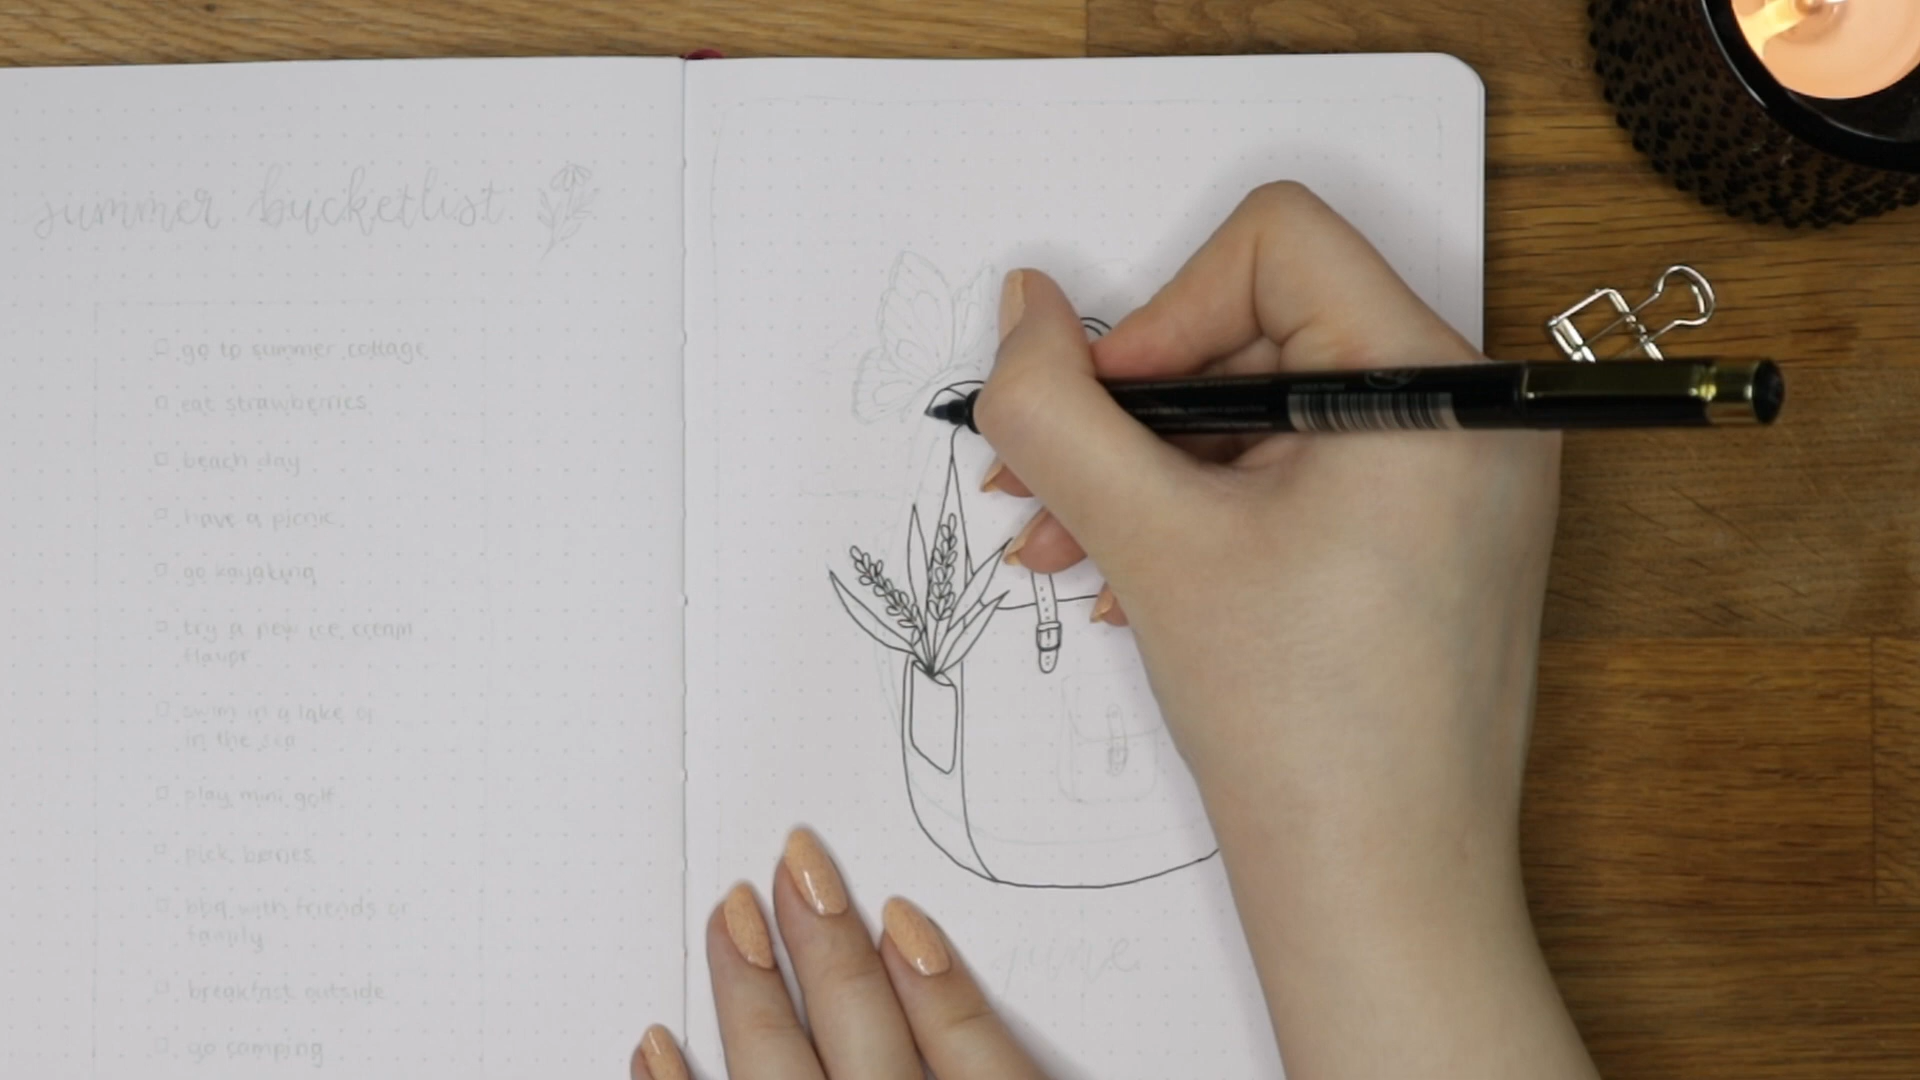 summer bucketlist
go to summer cottage
eat strawberries
beach day
have a picnic
go kayaking
try a new ice cream
flavor
swim in a lake or
in the sea
play mini golf
pick berries
bbq with friends or
family
breakfast outside
go camping
june